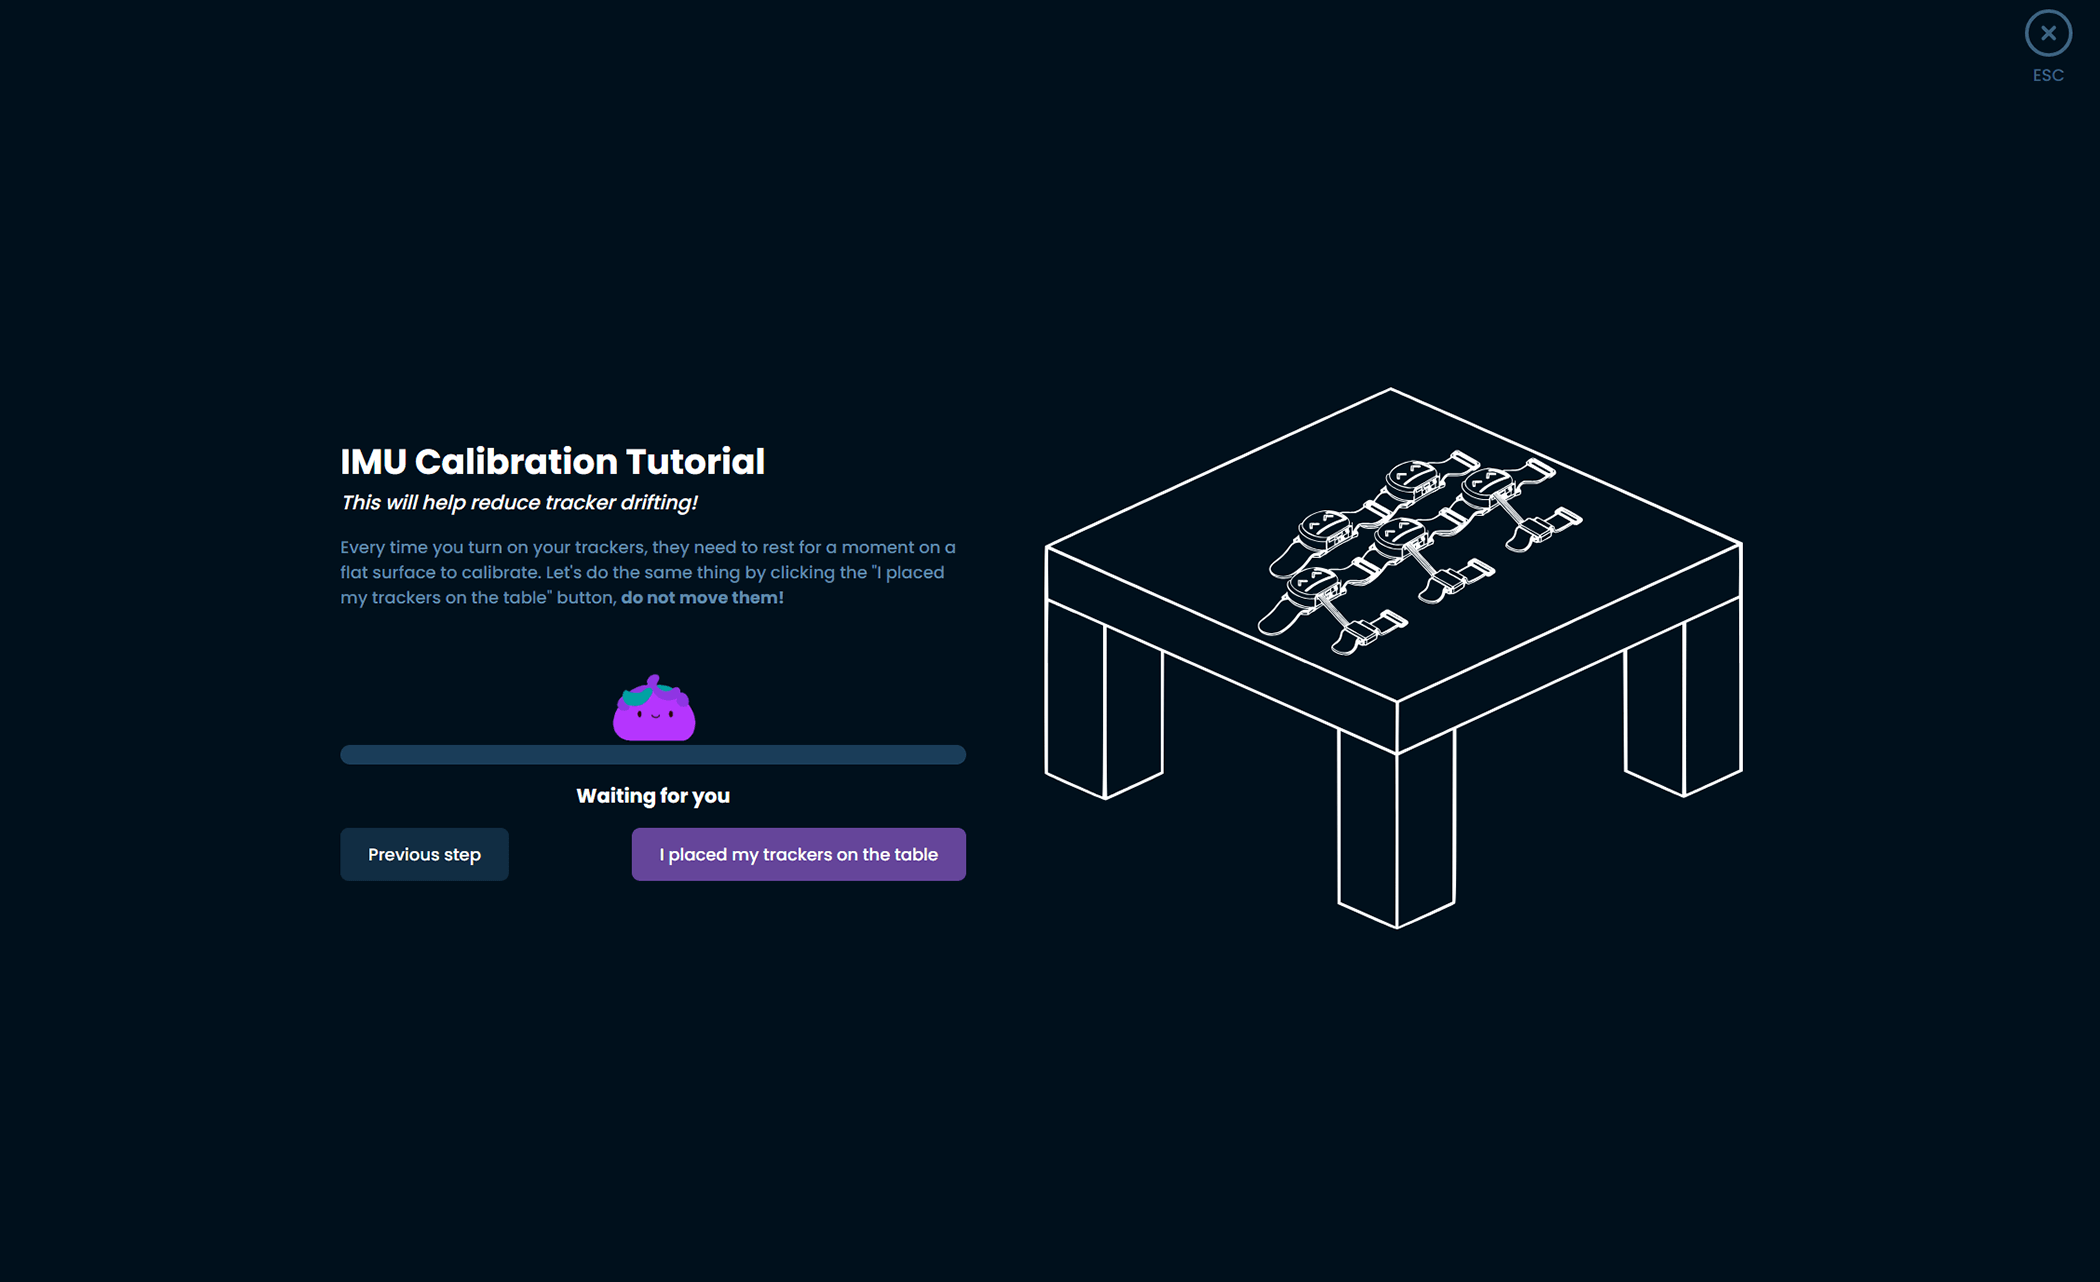 ESC
IMU Calibration Tutorial
This will help reduce tracker drifting!
Every time you turn on your trackers, they need to rest for a moment on a
flat surface to calibrate. Let's do the same thing by clicking the "I placed
my trackers on the table" button, do not move them!
Waiting for you
Previous step
I placed my trackers on the table